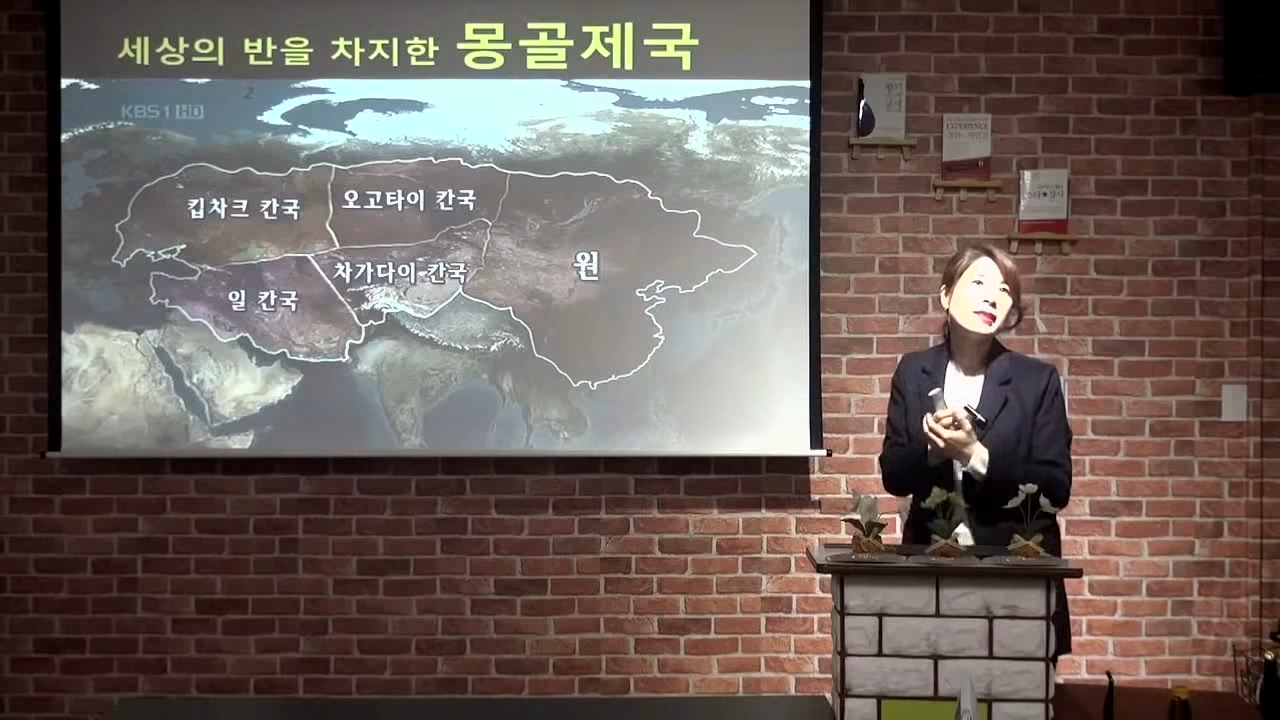 세상의 반을 차지한 몽골제국
KBS1 HD
킵차크 칸국
오고타이 칸국
차가다이 칸국
원
일 칸국
EXPERIENCE